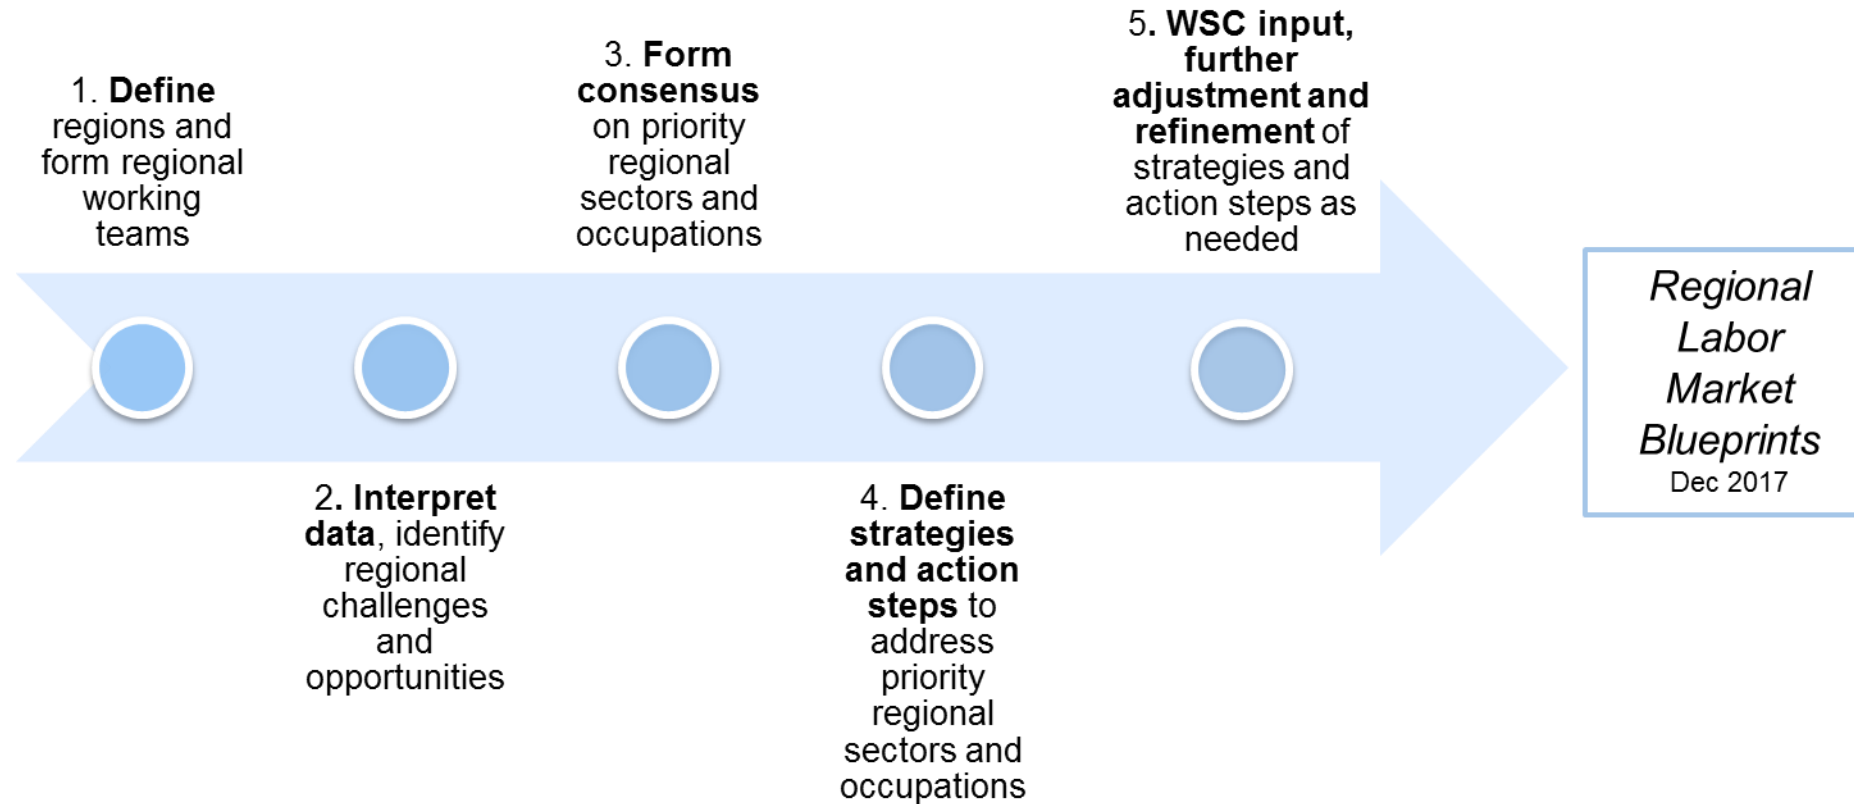 1. Define
regions and
form regional
working
teams
2. Interpret
data, identify
regional
challenges
and
opportunities
3. Form
consensus
on priority
regional
sectors and
occupations
4. Define
strategies
and action
steps to
address
priority
regional
sectors and
occupations
5. WSC input,
further
adjustment and
refinement of
strategies and
action steps as
needed
Regional
Labor
Market
Blueprints
Dec 2017